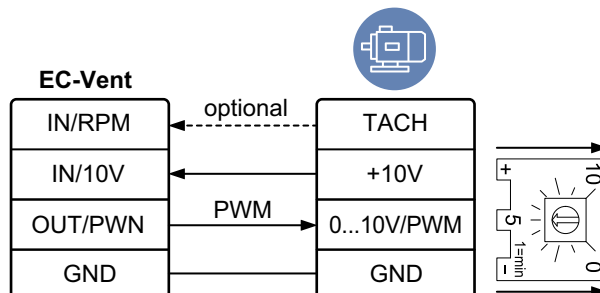 EC-Vent
IN/RPM
optional
TACH
IN/10V
+10V
OUT/PWN
PWM
0...10V/PWM
GND
GND
+
10
5
1=min
-
0